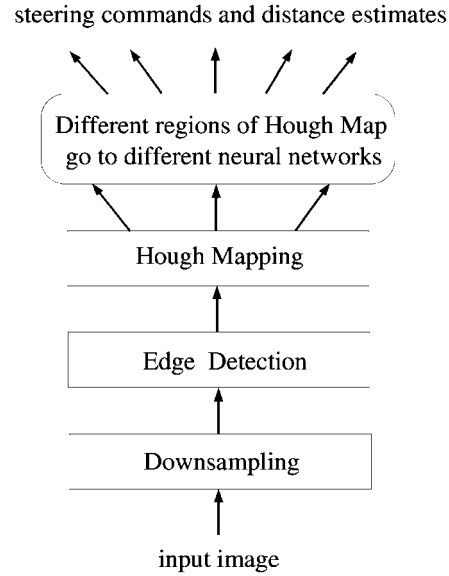 steering commands and distance estimates
Different regions of Hough Map
go to different neural networks
Hough Mapping
Edge Detection
Downsampling
input image